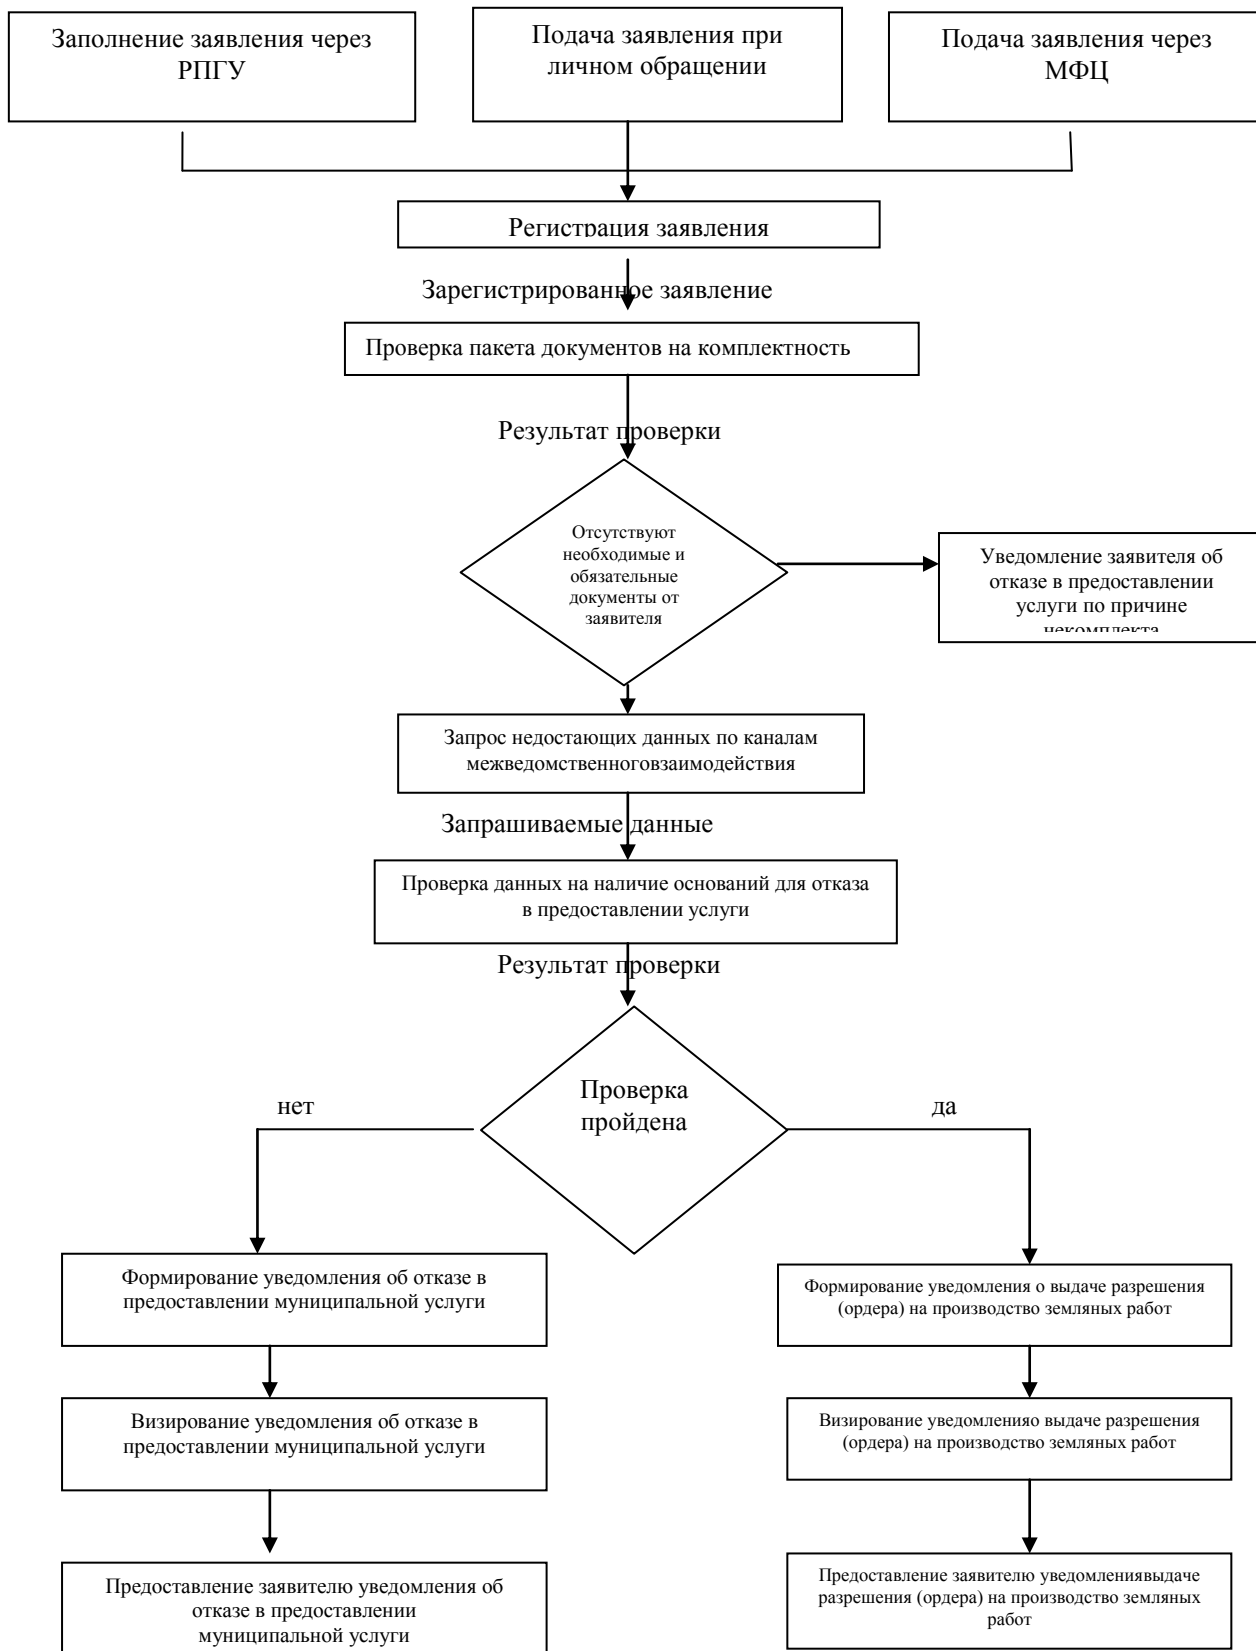 Заполнение заявления через
РПГУ
Подача заявления при
личном обращении
Подача заявления через
МФЦ
Регистрация заявления
Зарегистрированное заявление
Проверка пакета документов на комплектность
Результат проверки
Отсутствуют
необходимые и
обязательные
документы от
заявителя
Уведомление заявителя об
отказе в предоставлении
услуги по причине
некомплекта
Запрос недостающих данных по каналам
межведомственноговзаимодействия
Запрашиваемые данные
Проверка данных на наличие оснований для отказа
в предоставлении услуги
Результат проверки
Проверка
пройдена
нет
да
Формирование уведомления об отказе в
предоставлении муниципальной услуги
Формирование уведомления о выдаче разрешения
(ордера) на производство земляных работ
Визирование уведомления об отказе в
предоставлении муниципальной услуги
Визирование уведомленияо выдаче разрешения
(ордера) на производство земляных работ
Предоставление заявителю уведомления об
отказе в предоставлении
муниципальной услуги
Предоставление заявителю уведомлениявыдаче
разрешения (ордера) на производство земляных
работ